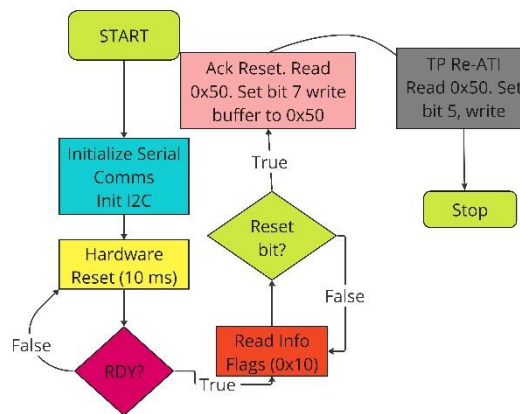 START
Initialize Serial
Comms
Init I2C
Hardware
Reset (10 ms)
False
RDY?
True
Read Info
Flags (0x10)
Reset
bit?
False
True
Ack Reset. Read
0x50. Set bit 7 write
buffer to 0x50
TP Re-ATI
Read 0x50. Set
bit 5, write
Stop